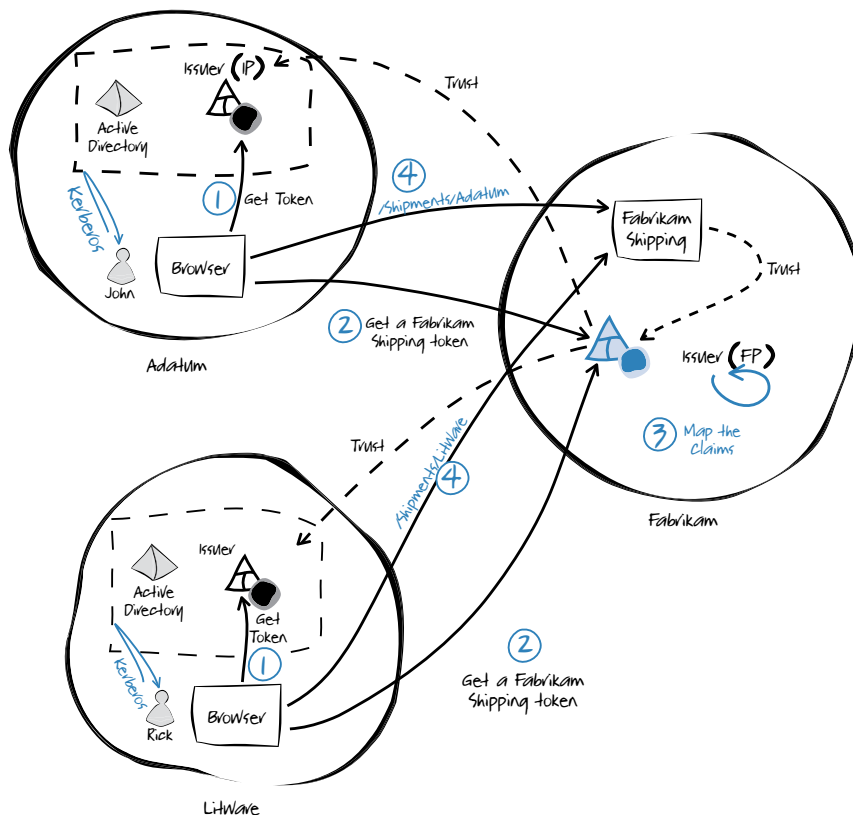 Issuer (IP)
Active
Directory
Trust
Kerberos
1
Get Token
4
/Shipments/Adatum
Browser
John
Fabrikam
Shipping
Trust
2
Get a Fabrikam
Shipping token
Adatum
Issuer (FP)
3
Map the
Claims
Trust
/Shipments/LitWare
4
Fabrikam
Issuer
Active
Directory
Get
Token
1
Kerberos
Browser
Rick
2
Get a Fabrikam
Shipping token
LitWare